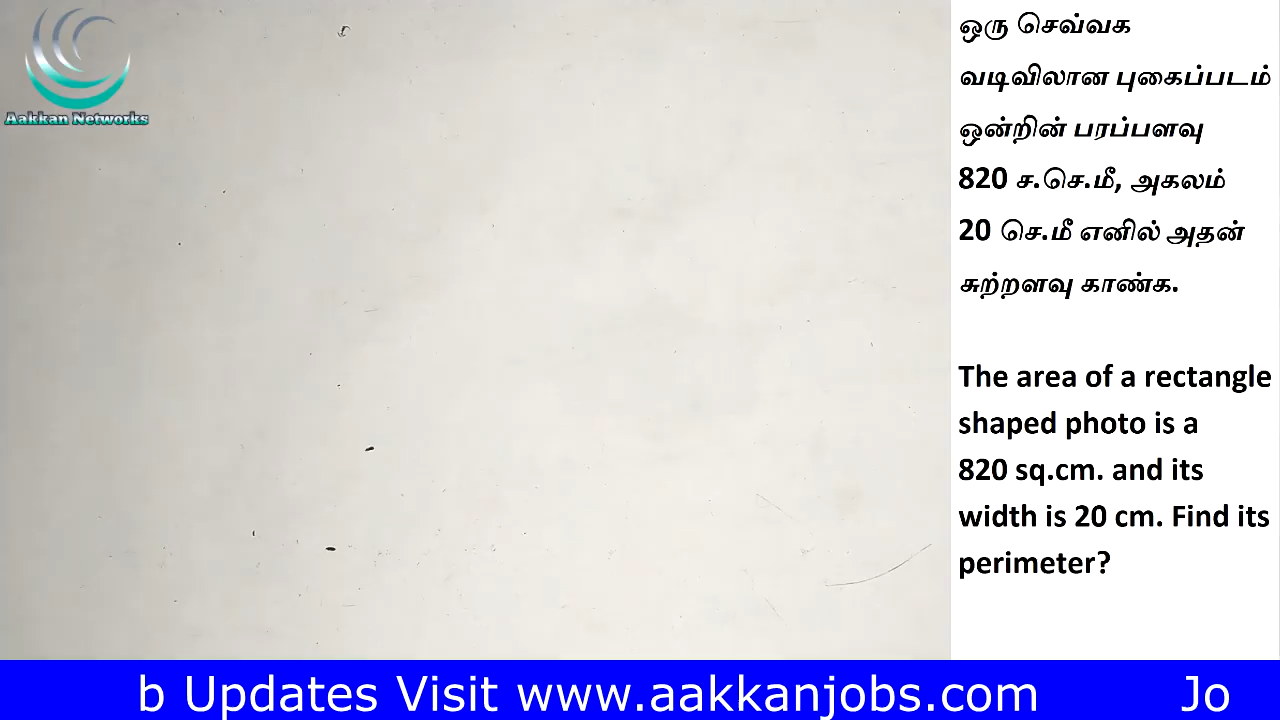 Aakkan Networks
ஒரு செவ்வக
வடிவிலான புகைப்படம்
ஒன்றின் பரப்பளவு
820 ச.செ.மீ, அகலம்
20 செ.மீ எனில் அதன்
சுற்றளவு காண்க.
The area of a rectangle
shaped photo is a
820 sq.cm. and its
width is 20 cm. Find its
perimeter?
b Updates Visit www.aakkanjobs.com Jo